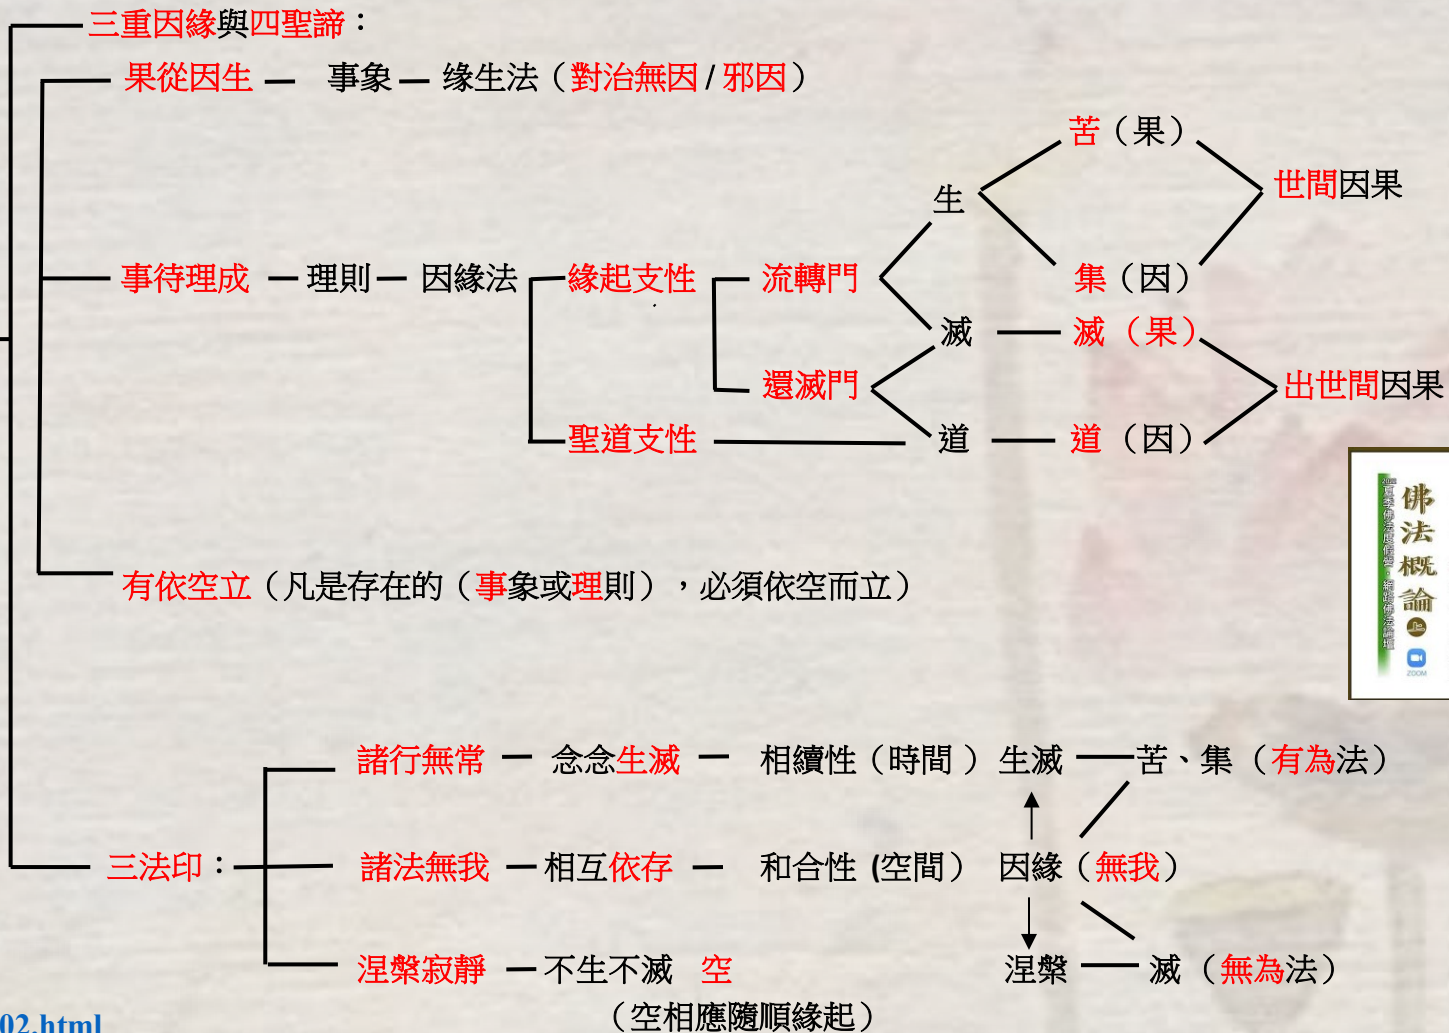 三重因緣與四聖諦：
果從因生 事象 缘生法（對治無因 / 邪因）
苦（果）
世間因果
生
集（因）
事待理成 理則 因緣法 緣起支性 流轉門
滅 滅（果）
還滅門 出世間因果
聖道支性 道 道（因）
有依空立（凡是存在的（事象或理則），必須依空而立）
佛法概論
上
ZOOM
諸行無常 念念生滅 相續性（時間 ）生滅 苦、集（有為法）
三法印： 諸法無我 相互依存 和合性 (空間） 因緣（無我）
涅槃寂靜 不生不滅 空 涅槃 滅（無為法）
（空相應隨順緣起）
02.html